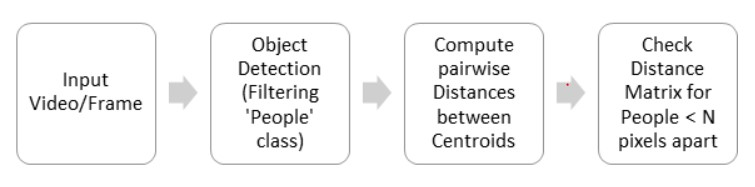 Input
Video/Frame
Object
Detection
(Filtering
'People'
class)
Compute
pairwise
Distances
between
Centroids
Check
Distance
Matrix for
People < N
pixels apart